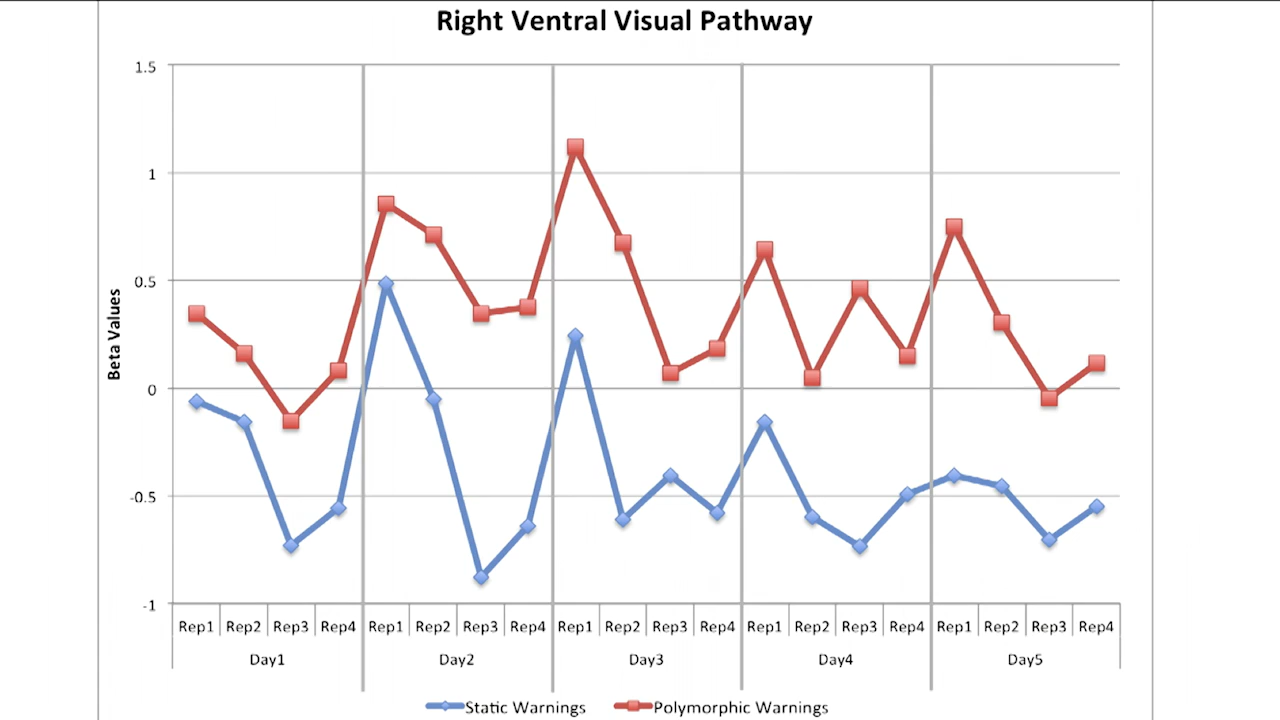 Right Ventral Visual Pathway
1.5
1
0.5
0
-0.5
-1
Beta Values
Rep1 Rep2 Rep3 Rep4 Rep1 Rep2 Rep3 Rep4 Rep1 Rep2 Rep3 Rep4 Rep1 Rep2 Rep3 Rep4 Rep1 Rep2 Rep3 Rep4
Day1 Day2 Day3 Day4 Day5
Static Warnings Polymorphic Warnings